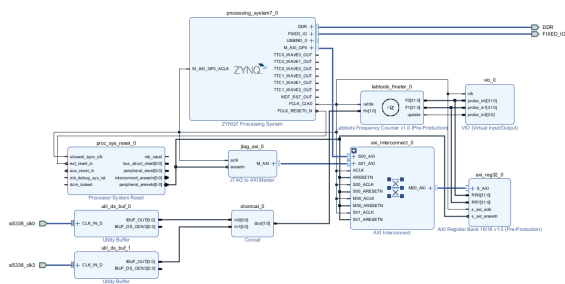 processing_system7_0
DDR
FIXED_IO
USBIND_0
M_AXI_GP0
TTC0_WAVE0_OUT
TTC0_WAVE1_OUT
TTC0_WAVE2_OUT
TTC1_WAVE0_OUT
TTC1_WAVE1_OUT
TTC1_WAVE2_OUT
WDT_RST_OUT
FCLK_CLK0
FCLK_RESET0_N
M_AXI_GP0_ACLK
ZYNQ
ZYNQ7 Processing System
DDR
FIXED_IO
labtools_fmeter_0
refclk
fin[1:0]
Hz
F0[31:0]
F1[31:0]
update
Labtools Frequency Counter v1.0 (Pre-Production)
vio_0
clk
probe_in0[31:0]
probe_in1[31:0]
probe_in2[0:0]
VIO (Virtual Input/Output)
proc_sys_reset_0
slowest_sync_clk
ext_reset_in
aux_reset_in
mb_debug_sys_rst
dcm_locked
mb_reset
bus_struct_reset[0:0]
peripheral_reset[0:0]
interconnect_aresetn[0:0]
peripheral_aresetn[0:0]
Processor System Reset
jtag_axi_0
aclk
aresetn
M_AXI
JTAG to AXI Master
axi_interconnect_0
S00_AXI
S01_AXI
ACLK
ARESETN
S00_ACLK
S00_ARESETN
M00_ACLK
M00_ARESETN
S01_ACLK
S01_ARESETN
M00_AXI
AXI Interconnect
axi_reg32_0
S_AXI
RR0[31:0]
RR1[31:0]
s_axi_aclk
s_axi_aresetn
AXI Register Bank 16/16 v1.0 (Pre-Production)
util_ds_buf_0
si5338_clk0
CLK_IN_D
IBUF_OUT[0:0]
IBUF_DS_ODIV2[0:0]
Utility Buffer
xlconcat_0
In0[0:0]
In1[0:0]
dout[1:0]
Concat
util_ds_buf_1
si5338_clk3
CLK_IN_D
IBUF_OUT[0:0]
IBUF_DS_ODIV2[0:0]
Utility Buffer